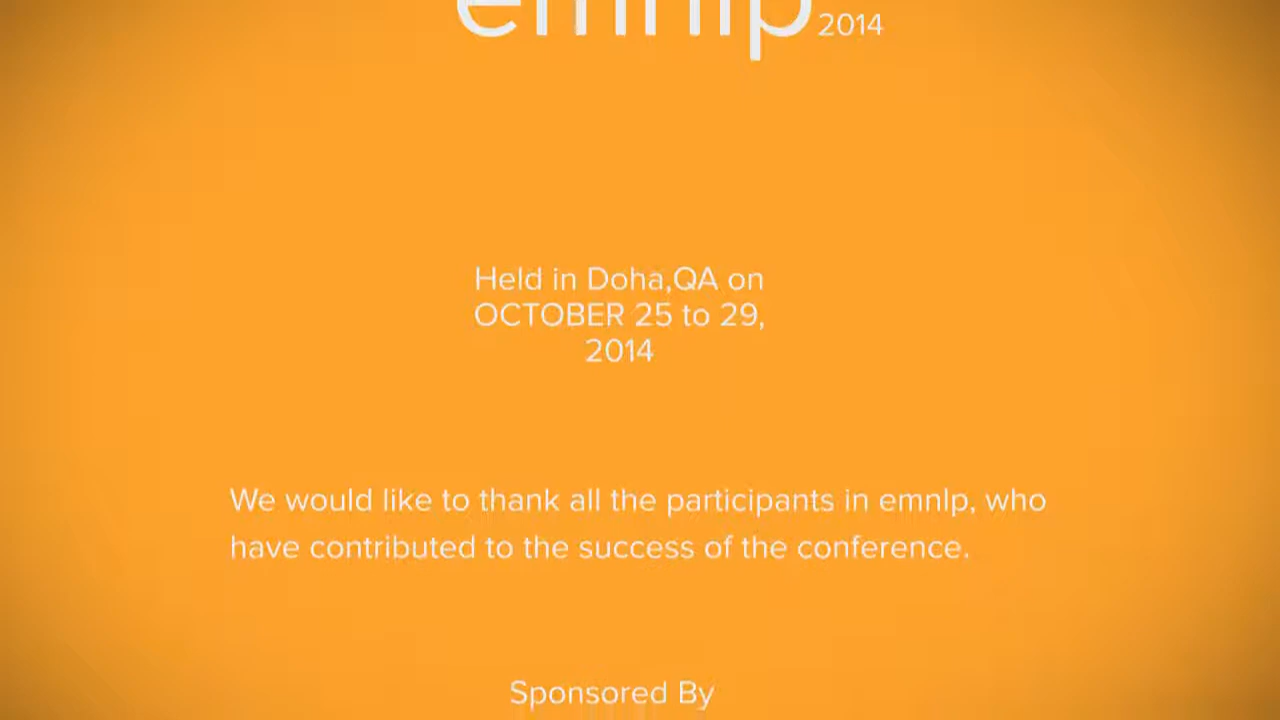 emnlp 2014
Held in Doha,QA on
OCTOBER 25 to 29,
2014
We would like to thank all the participants in emnlp, who
have contributed to the success of the conference.
Sponsored By